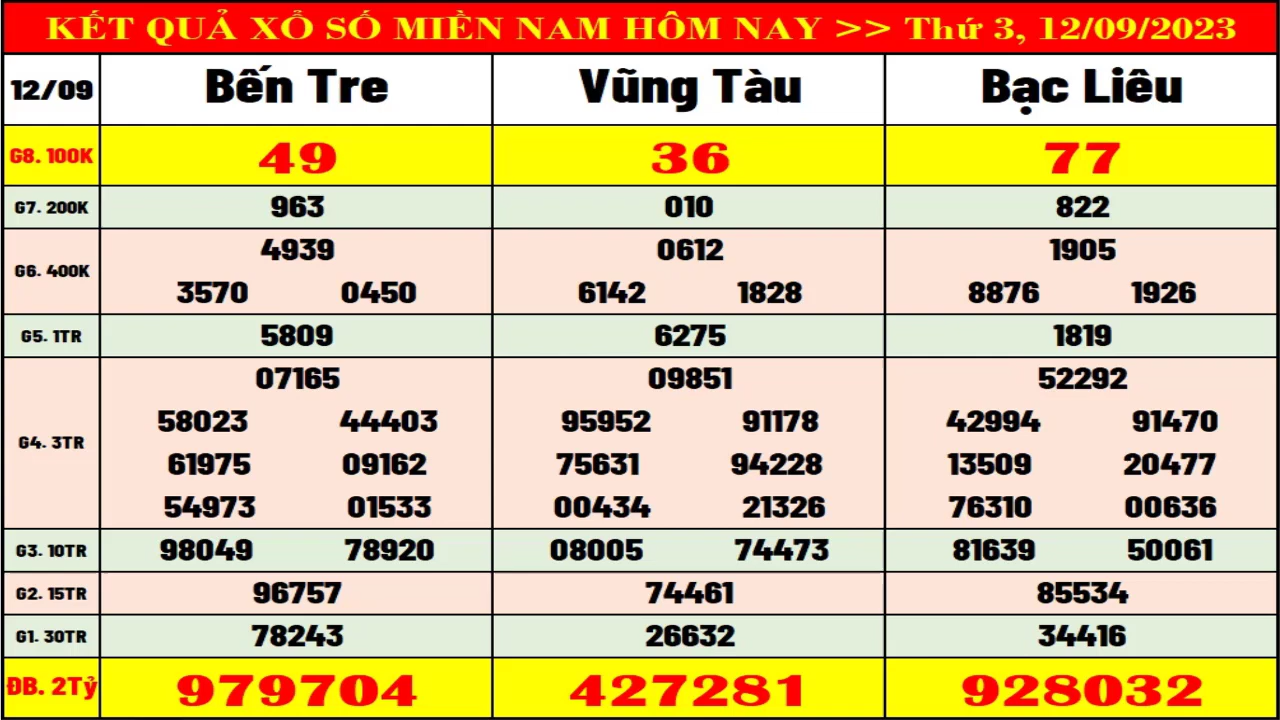 KẾT QUẢ XỔ SỐ MIỀN NAM HÔM NAY >> Thứ 3, 12/09/2023
12/09 Bến Tre Vũng Tàu Bạc Liêu
G8. 100K 49 36 77
G7. 200K 963 010 822
4939 0612 1905
G6. 400K
3570 0450 6142 1828 8876 1926
G5. 1TR 5809 6275 1819
07165 09851 52292
58023 44403 95952 91178 42994 91470
G4. 3TR
61975 09162 75631 94228 13509 20477
54973 01533 00434 21326 76310 00636
G3. 10TR 98049 78920 08005 74473 81639 50061
G2. 15TR 96757 74461 85534
G1. 30TR 78243 26632 34416
ĐB. 2Tỷ 979704 427281 928032